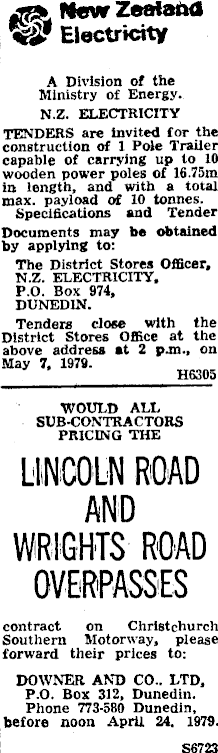 New Zealand
Electricity
A Division of the
Ministry of Energy.
N.Z. ELECTRICITY
TENDERS are invited for the
construction of 1 Pole Trailer
capable of carrying up to 10
wooden power poles of 16.75m
in length, and with a total
max. payload of 10 tonnes.
Specifications and Tender
Documents may be obtained
by applying to:
The District Stores Officer,
N.Z. ELECTRICITY,
P.O. Box 974,
DUNEDIN.
Tenders close with the
District Stores Office at the
above address at 2 p.m., on
May 7, 1979.
H6305
WOULD ALL
SUB-CONTRACTORS
PRICING THE
LINCOLN ROAD
AND
WRIGHTS ROAD
OVERPASSES
contract on Christchurch
Southern Motorway, please
forward their prices to:
DOWNER AND CO.. LTD,
P.O. Box 312, Dunedin.
Phone 773-580 Dunedin,
before noon April 24, 1979.
S6723